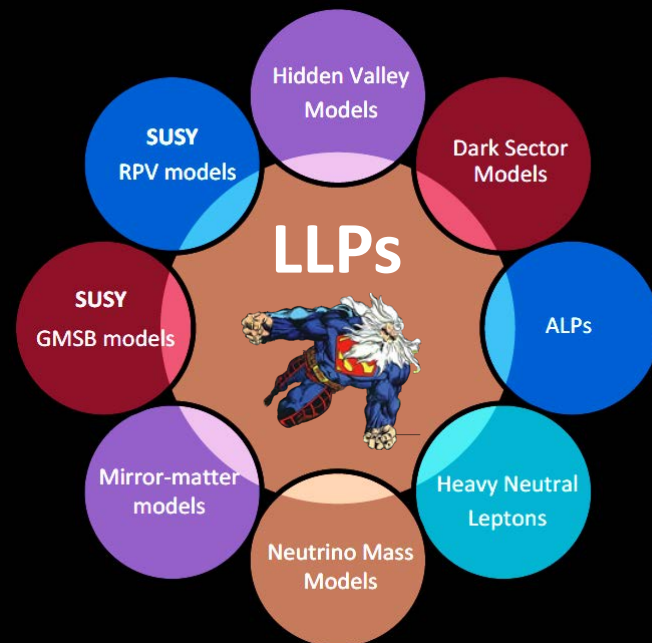 Hidden Valley
Models
SUSY
RPV models
Dark Sector
Models
LLPs
SUSY
GMSB models
ALPs
Mirror-matter
models
Heavy Neutral
Leptons
Neutrino Mass
Models